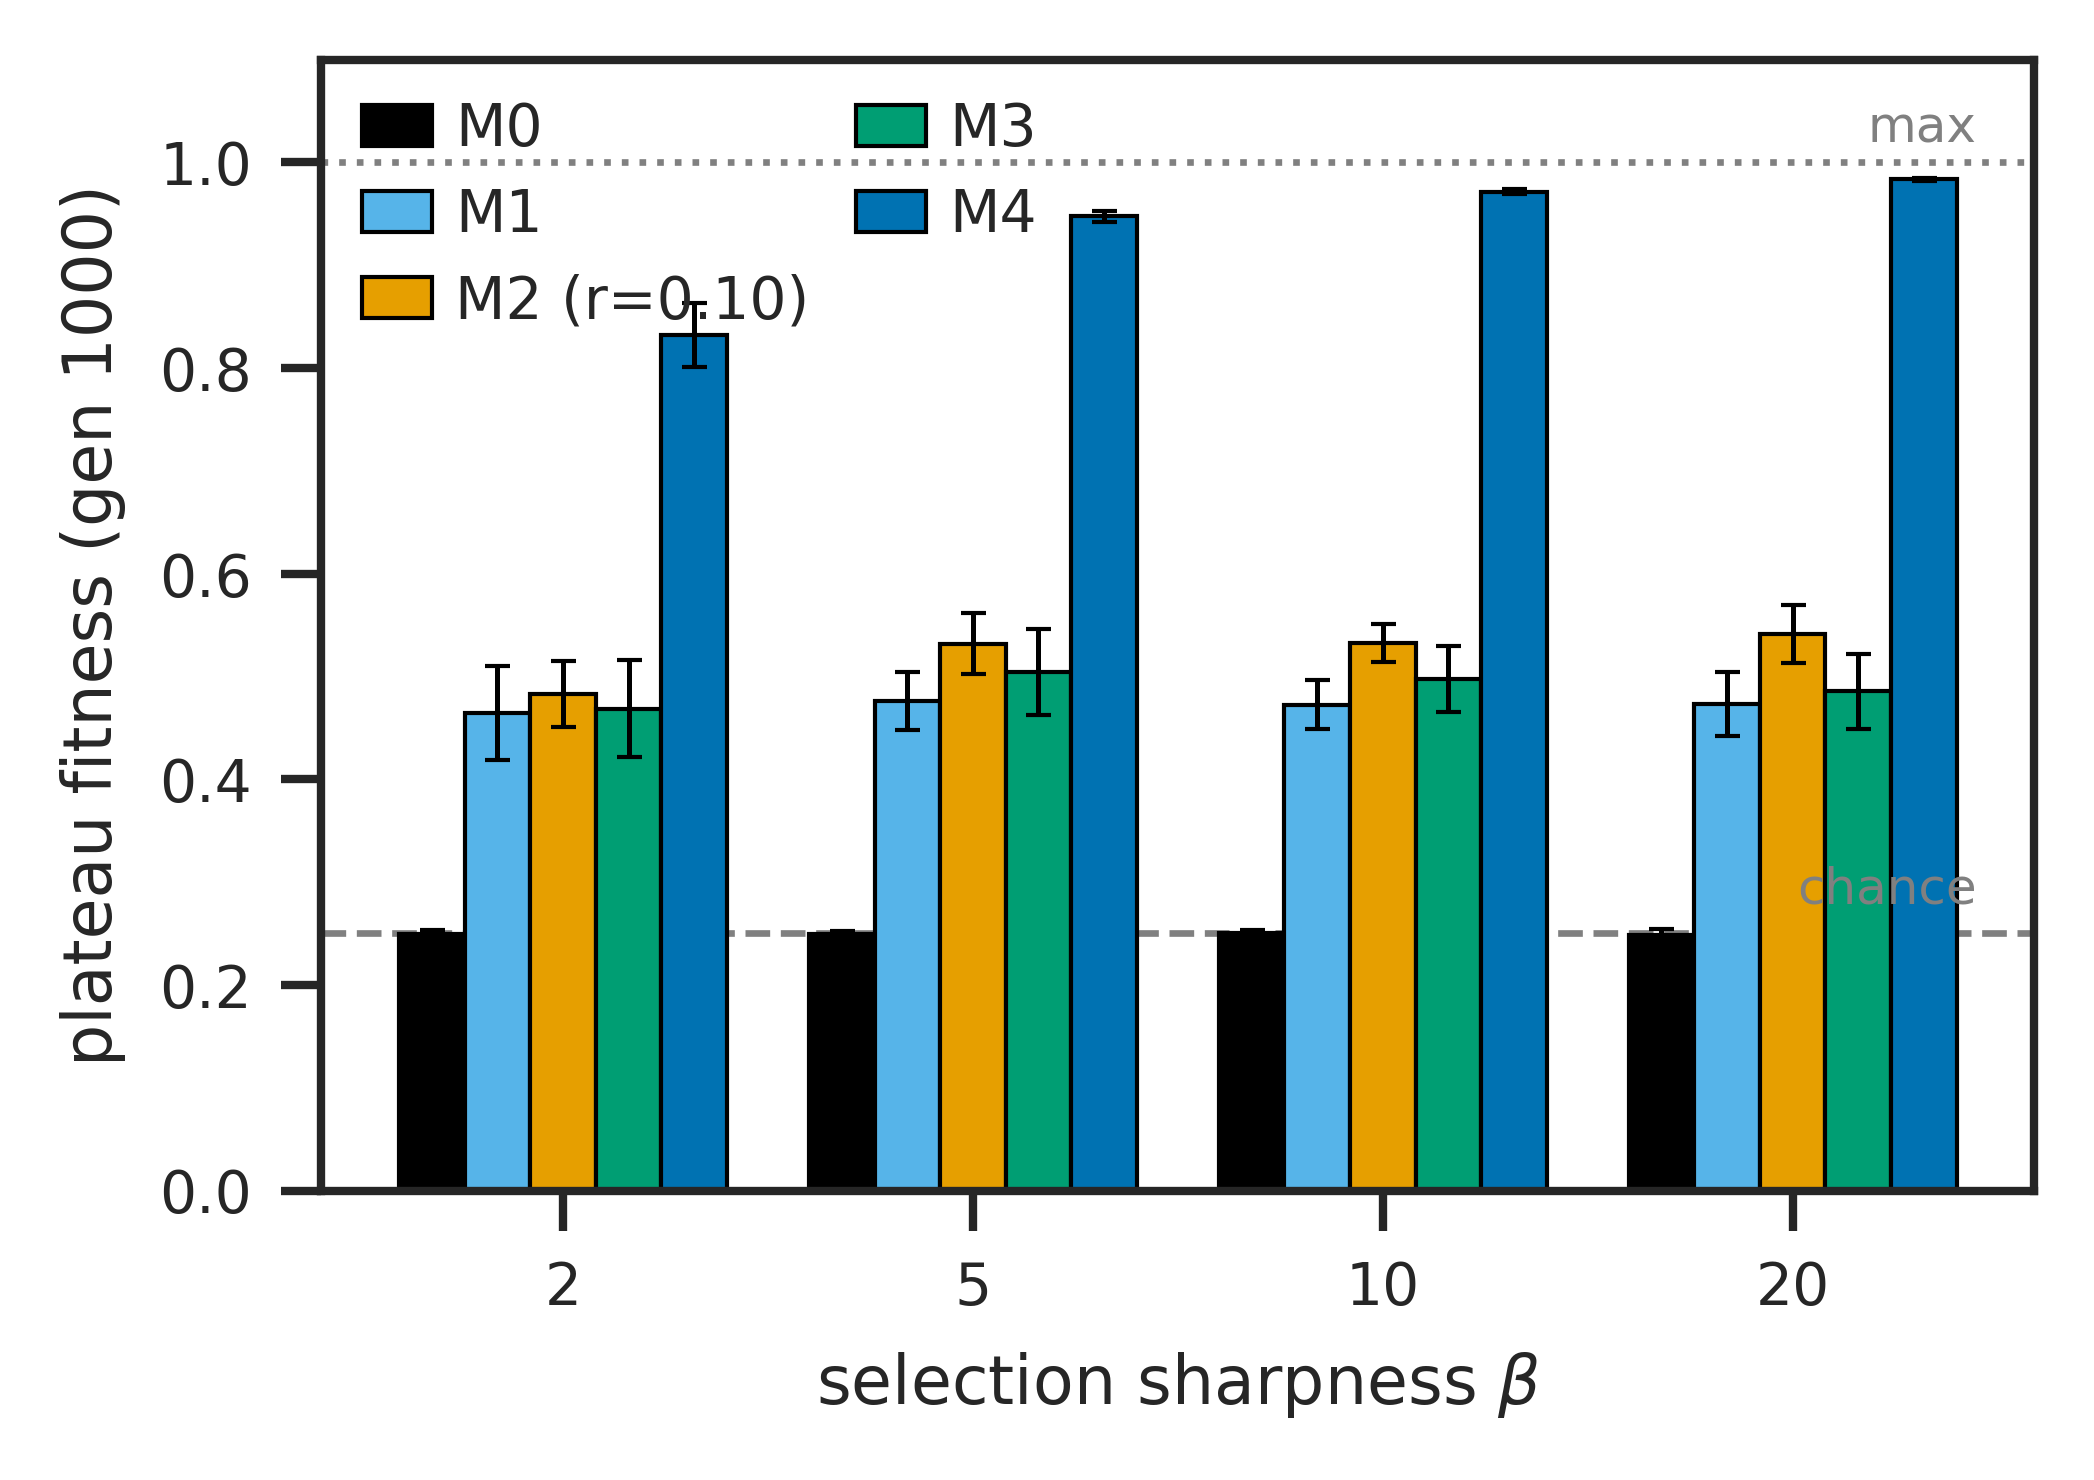 M0
M1
M2 (r=0.10)
M3
M4
max
chance
plateau fitness (gen 1000)
1.0
0.8
0.6
0.4
0.2
0.0
2
5
10
20
selection sharpness β